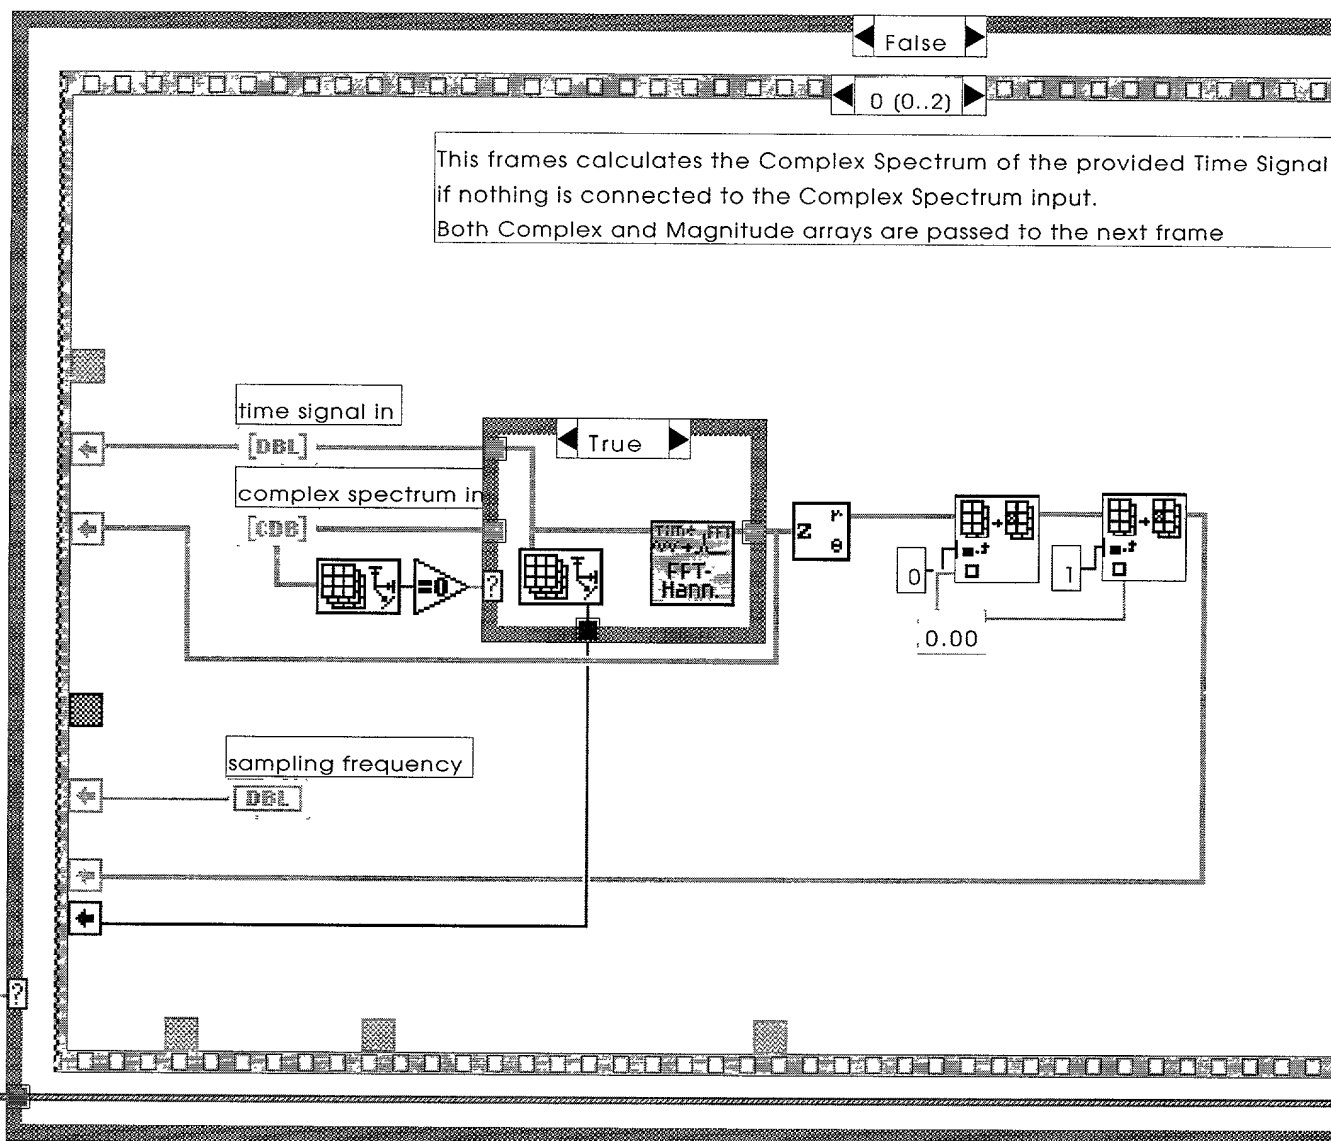 False
0 (0..2)
This frames calculates the Complex Spectrum of the provided Time Signal
if nothing is connected to the Complex Spectrum input.
Both Complex and Magnitude arrays are passed to the next frame
time signal in
[DBL]
True
complex spectrum in
[CDB]
=0
?
FFT-
Hann.
z
r
θ
0
1
0.00
sampling frequency
DBL
?